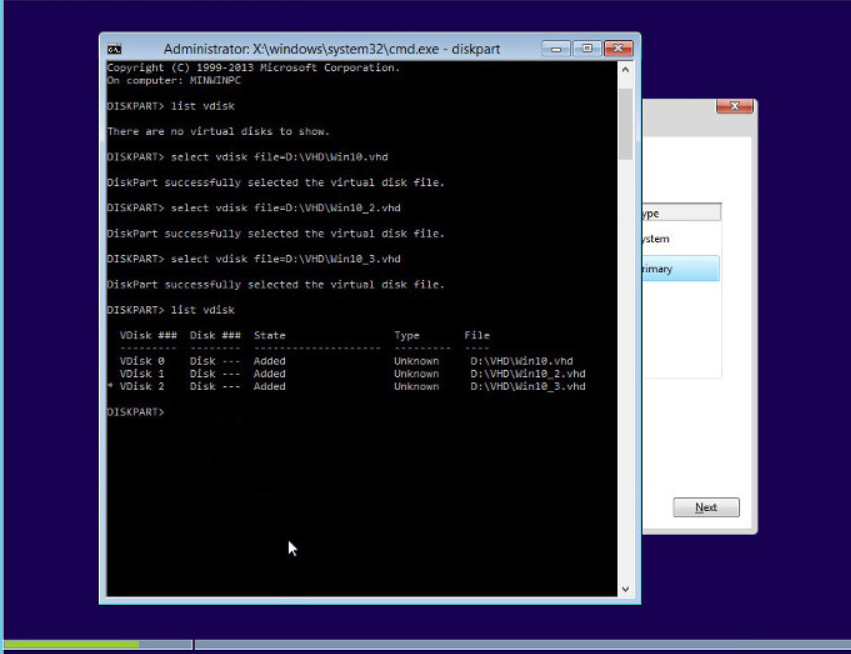 Administrator: X:\windows\system32\cmd.exe - diskpart
Copyright (C) 1999-2013 Microsoft Corporation.
On computer: MINWINPC
DISKPART> list vdisk
There are no virtual disks to show.
DISKPART> select vdisk file=D:\VHD\Win10.vhd
DiskPart successfully selected the virtual disk file.
DISKPART> select vdisk file=D:\VHD\Win10_2.vhd
DiskPart successfully selected the virtual disk file.
DISKPART> select vdisk file=D:\VHD\Win10_3.vhd
DiskPart successfully selected the virtual disk file.
DISKPART> list vdisk
VDisk ### Disk ### State Type File
--------- -------- -------------------- --------- ----
VDisk 0 Disk --- Added Unknown D:\VHD\Win10.vhd
VDisk 1 Disk --- Added Unknown D:\VHD\Win10_2.vhd
* VDisk 2 Disk --- Added Unknown D:\VHD\Win10_3.vhd
DISKPART>
ype
ystem
rimary
Next